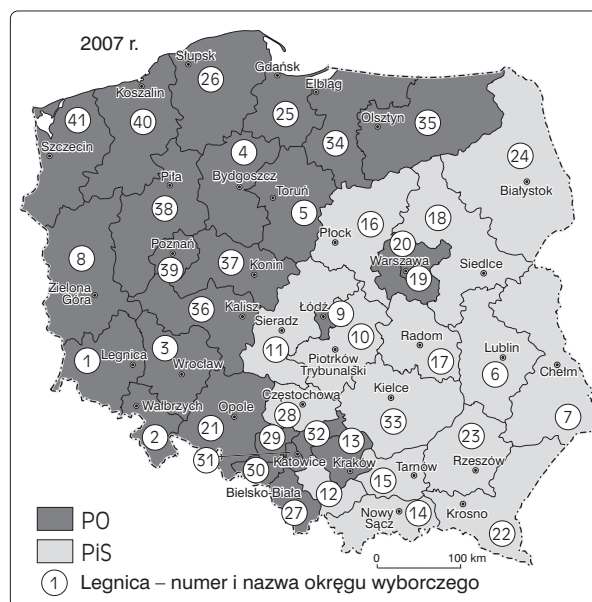 2007 r.
Słupsk
26
Gdańsk
Elbląg
Koszalin
41
40
25
Olsztyn
35
34
Szczecin
4
24
Piła
Bydgoszcz
Toruń
Białystok
38
5
16
18
Płock
Poznań
39
37
Konin
20
Warszawa
19
Siedlce
8
Zielona
Góra
36
Kalisz
Łódź
9
Sieradz
10
11
Piotrków
Trybunalski
Radom
17
Lublin
6
Chełm
1
Legnica
3
Wrocław
Wałbrzych
2
Opole
21
Częstochowa
28
Kielce
33
7
29
32
13
23
31
Katowice
Kraków
Tarnów
Rzeszów
30
15
Bielsko-Biała
12
27
Nowy
Sącz
14
Krosno
22
PO
PiS
0 100 km
1 Legnica – numer i nazwa okręgu wyborczego